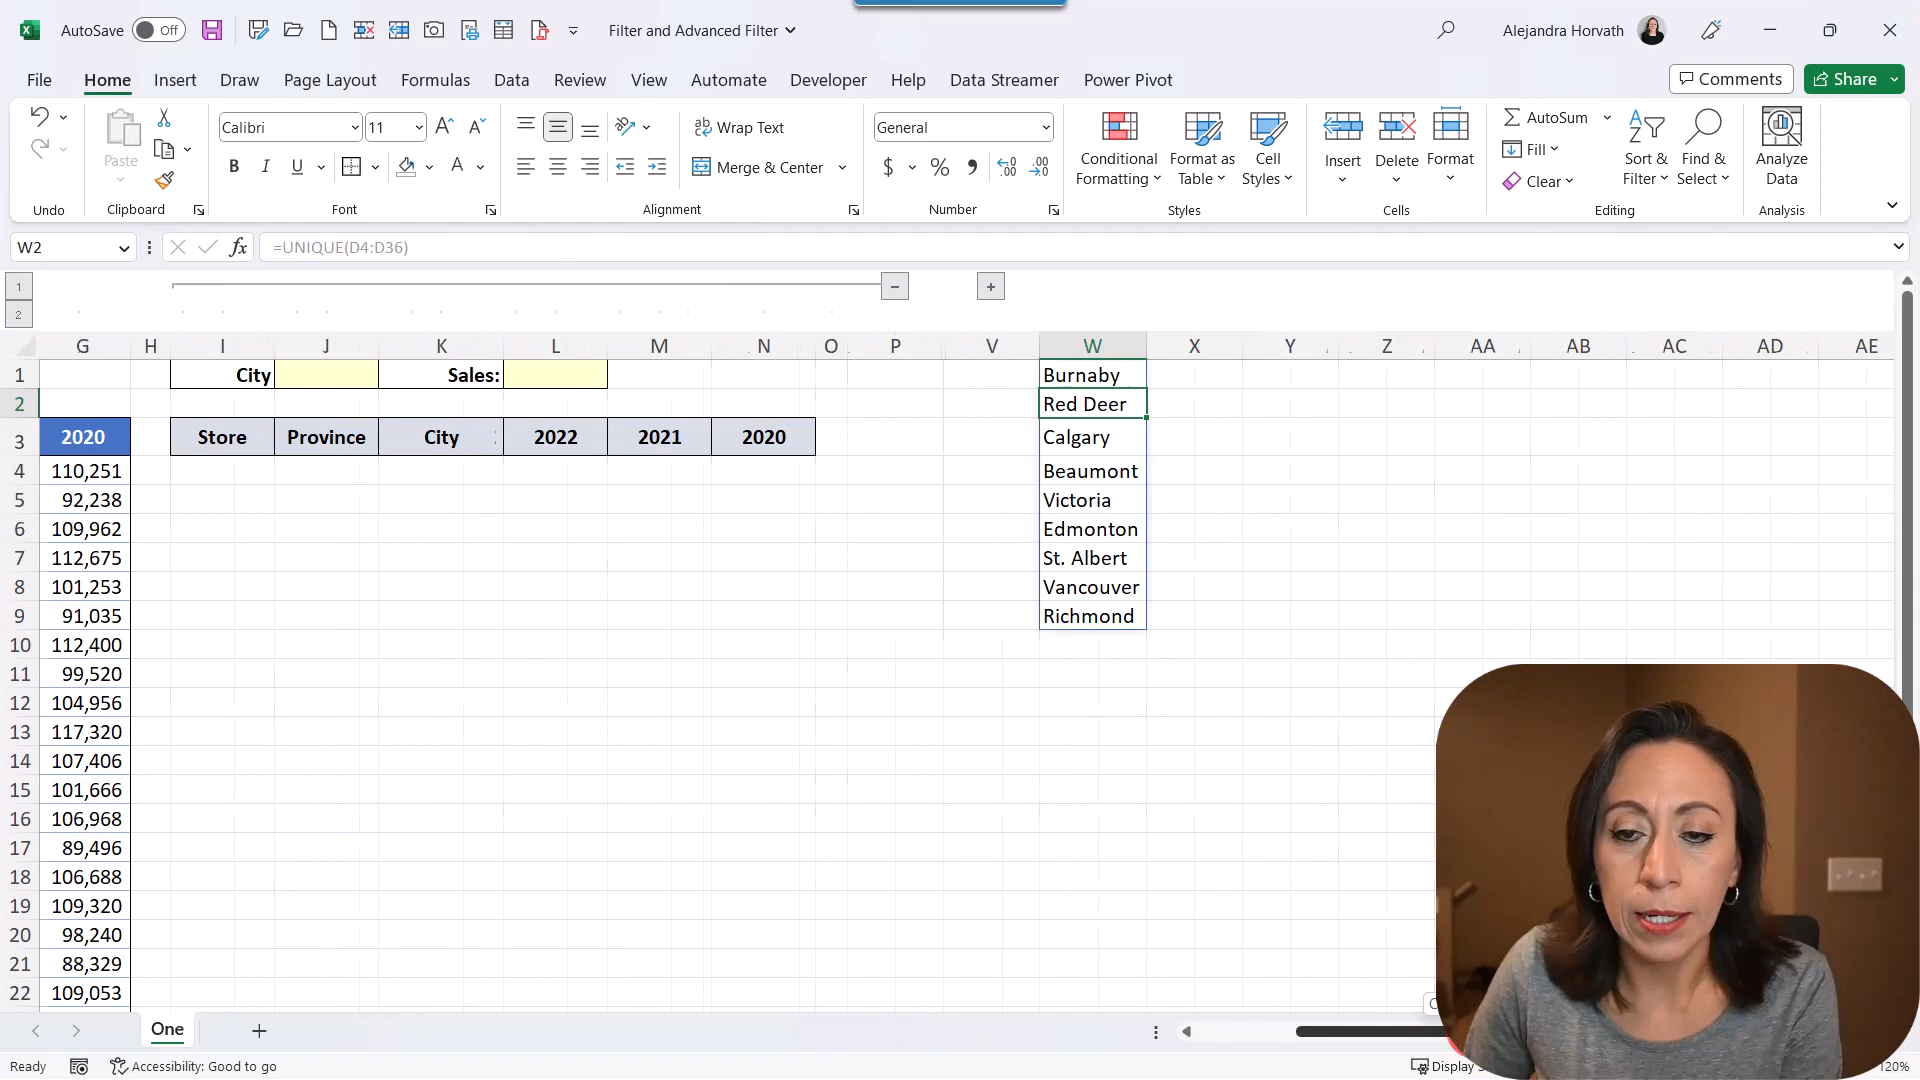 AutoSave Off Filter and Advanced Filter Alejandra Horvath
File Home Insert Draw Page Layout Formulas Data Review View Automate Developer Help Data Streamer Power Pivot Comments Share
Calibri 11 Wrap Text General AutoSum
Paste Conditional Formatting Format as Table Cell Styles Insert Delete Format Fill Sort & Filter Find & Select Analyze Data
B I U A Merge & Center $ % Clear
Undo Clipboard Font Alignment Number Styles Cells Editing Analysis
W2 fx =UNIQUE(D4:D36)
1
2
G H I J K L M N O P V W X Y Z AA AB AC AD AE
1 City Sales: Burnaby
2 Red Deer
3 2020 Store Province City 2022 2021 2020 Calgary
4 110,251 Beaumont
5 92,238 Victoria
6 109,962 Edmonton
7 112,675 St. Albert
8 101,253 Vancouver
9 91,035 Richmond
10 112,400
11 99,520
12 104,956
13 117,320
14 107,406
15 101,666
16 106,968
17 89,496
18 106,688
19 109,320
20 98,240
21 88,329
22 109,053
One
Ready Accessibility: Good to go Display 120%